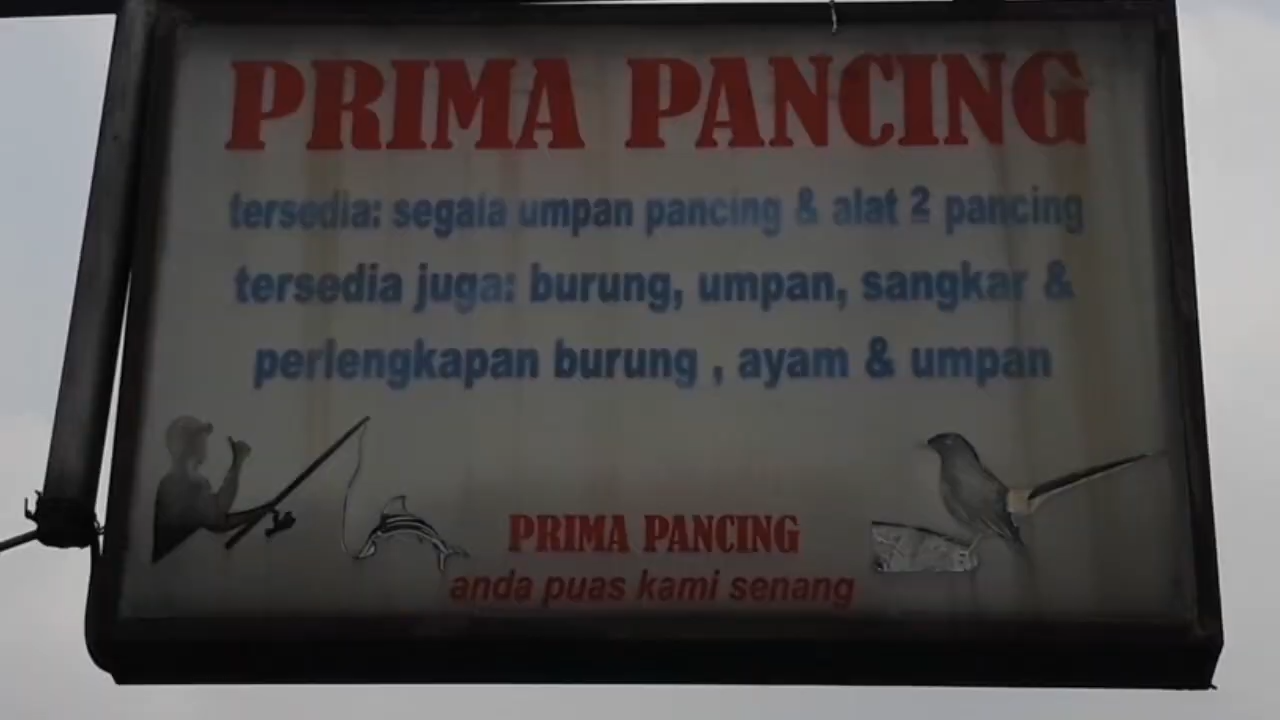 PRIMA PANCING
tersedia: segala umpan pancing & alat 2 pancing
tersedia juga: burung, umpan, sangkar &
perlengkapan burung , ayam & umpan
PRIMA PANCING
anda puas kami senang